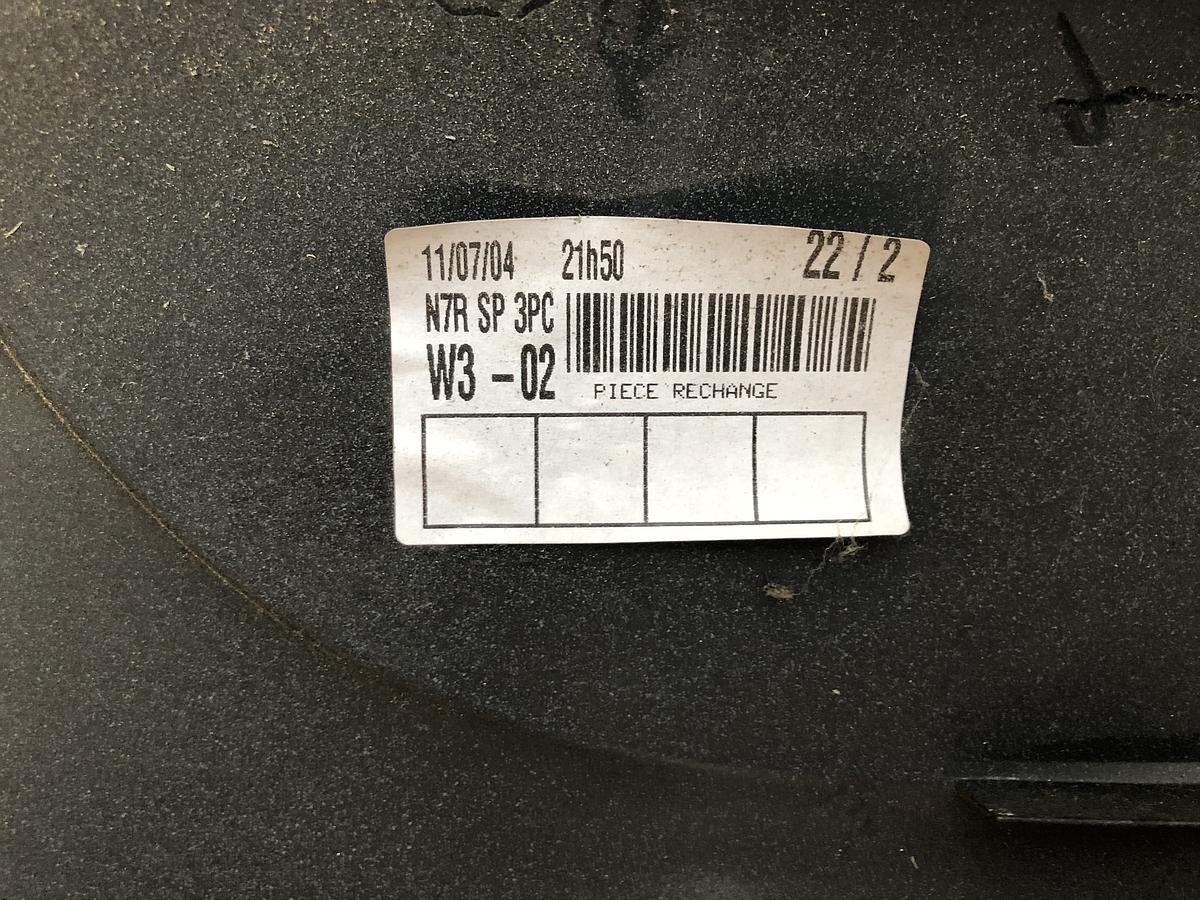 11/07/04 21h50 22 / 2
N7R SP 3PC
W3 -02
PIECE RECHANGE